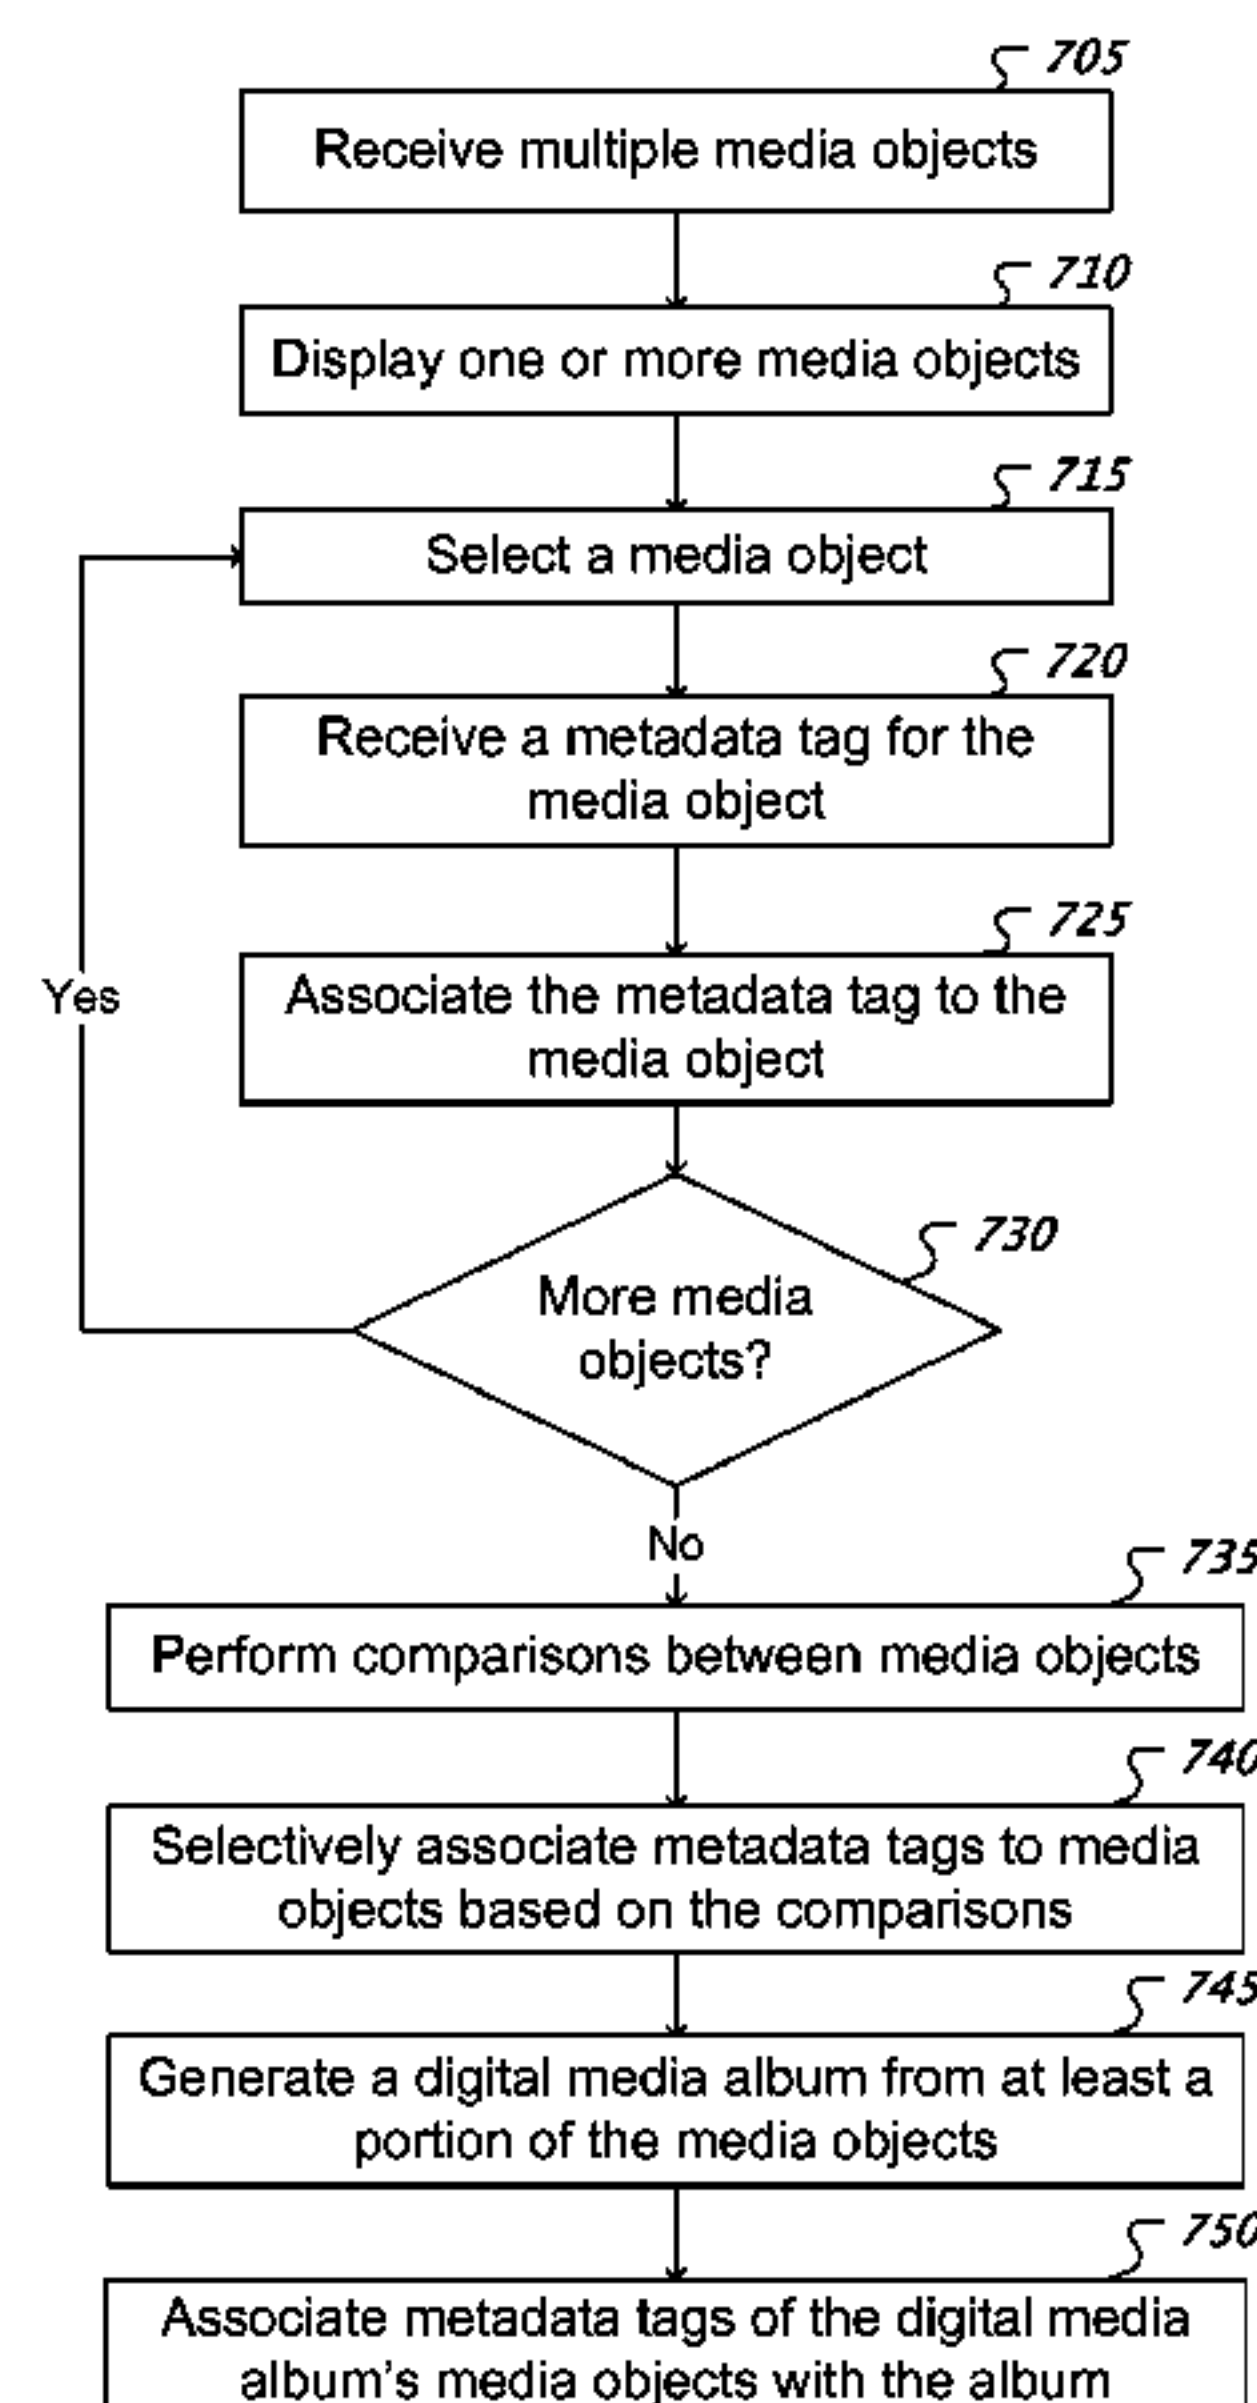 705
Receive multiple media objects
710
Display one or more media objects
715
Select a media object
720
Receive a metadata tag for the
media object
725
Associate the metadata tag to the
media object
Yes
730
More media
objects?
No
735
Perform comparisons between media objects
740
Selectively associate metadata tags to media
objects based on the comparisons
745
Generate a digital media album from at least a
portion of the media objects
750
Associate metadata tags of the digital media
album's media objects with the album